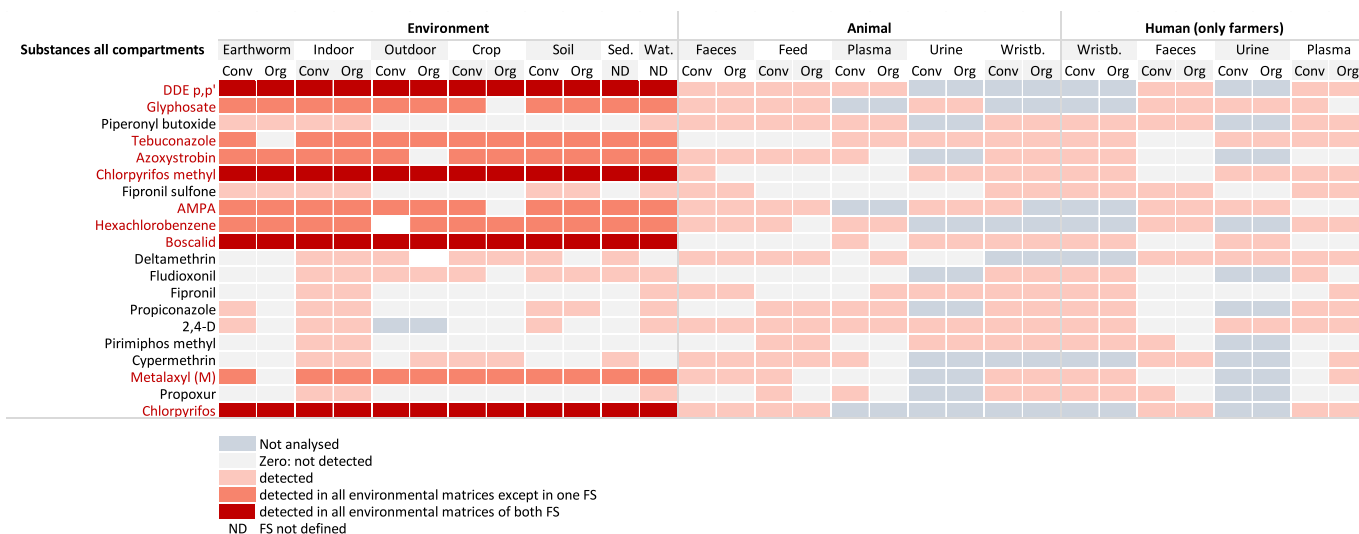 Environment Animal Human (only farmers)
Substances all compartments Earthworm Indoor Outdoor Crop Soil Sed. Wat. Faeces Feed Plasma Urine Wristb. Wristb. Faeces Urine Plasma
Conv Org Conv Org Conv Org Conv Org Conv Org ND ND Conv Org Conv Org Conv Org Conv Org Conv Org Conv Org Conv Org Conv Org Conv Org
DDE p,p'
Glyphosate
Piperonyl butoxide
Tebuconazole
Azoxystrobin
Chlorpyrifos methyl
Fipronil sulfone
AMPA
Hexachlorobenzene
Boscalid
Deltamethrin
Fludioxonil
Fipronil
Propiconazole
2,4-D
Pirimiphos methyl
Cypermethrin
Metalaxyl (M)
Propoxur
Chlorpyrifos
Not analysed
Zero: not detected
detected
detected in all environmental matrices except in one FS
detected in all environmental matrices of both FS
ND FS not defined